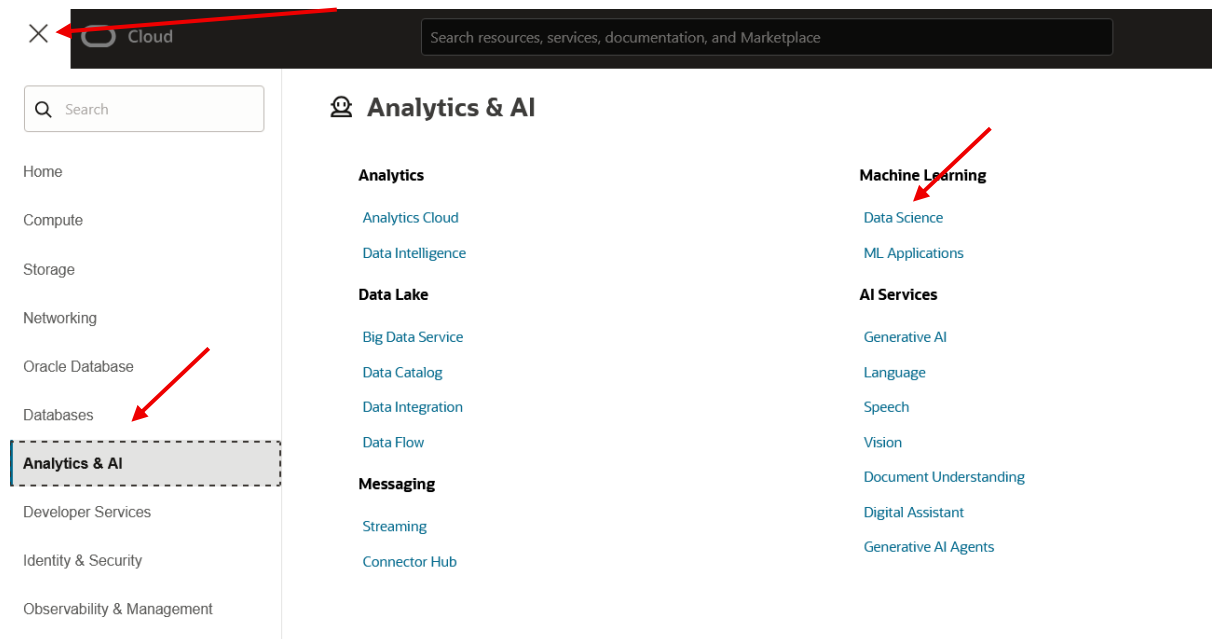 Cloud
Search resources, services, documentation, and Marketplace
Search
Home
Compute
Storage
Networking
Oracle Database
Databases
Analytics & AI
Developer Services
Identity & Security
Observability & Management
Analytics & AI
Analytics
Analytics Cloud
Data Intelligence
Data Lake
Big Data Service
Data Catalog
Data Integration
Data Flow
Messaging
Streaming
Connector Hub
Machine Learning
Data Science
ML Applications
AI Services
Generative AI
Language
Speech
Vision
Document Understanding
Digital Assistant
Generative AI Agents